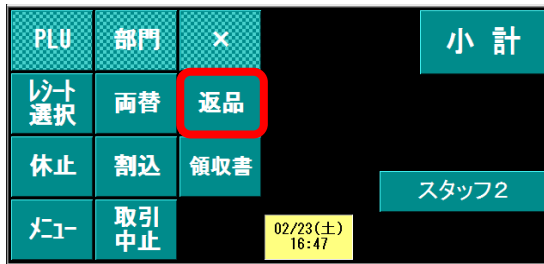 PLU 部門 × 小 計
ﾚｼｰﾄ
選択
両替 返品
休止 割込 領収書
スタッフ2
ﾒﾆｭｰ
取引
中止
02/23(土)
16:47